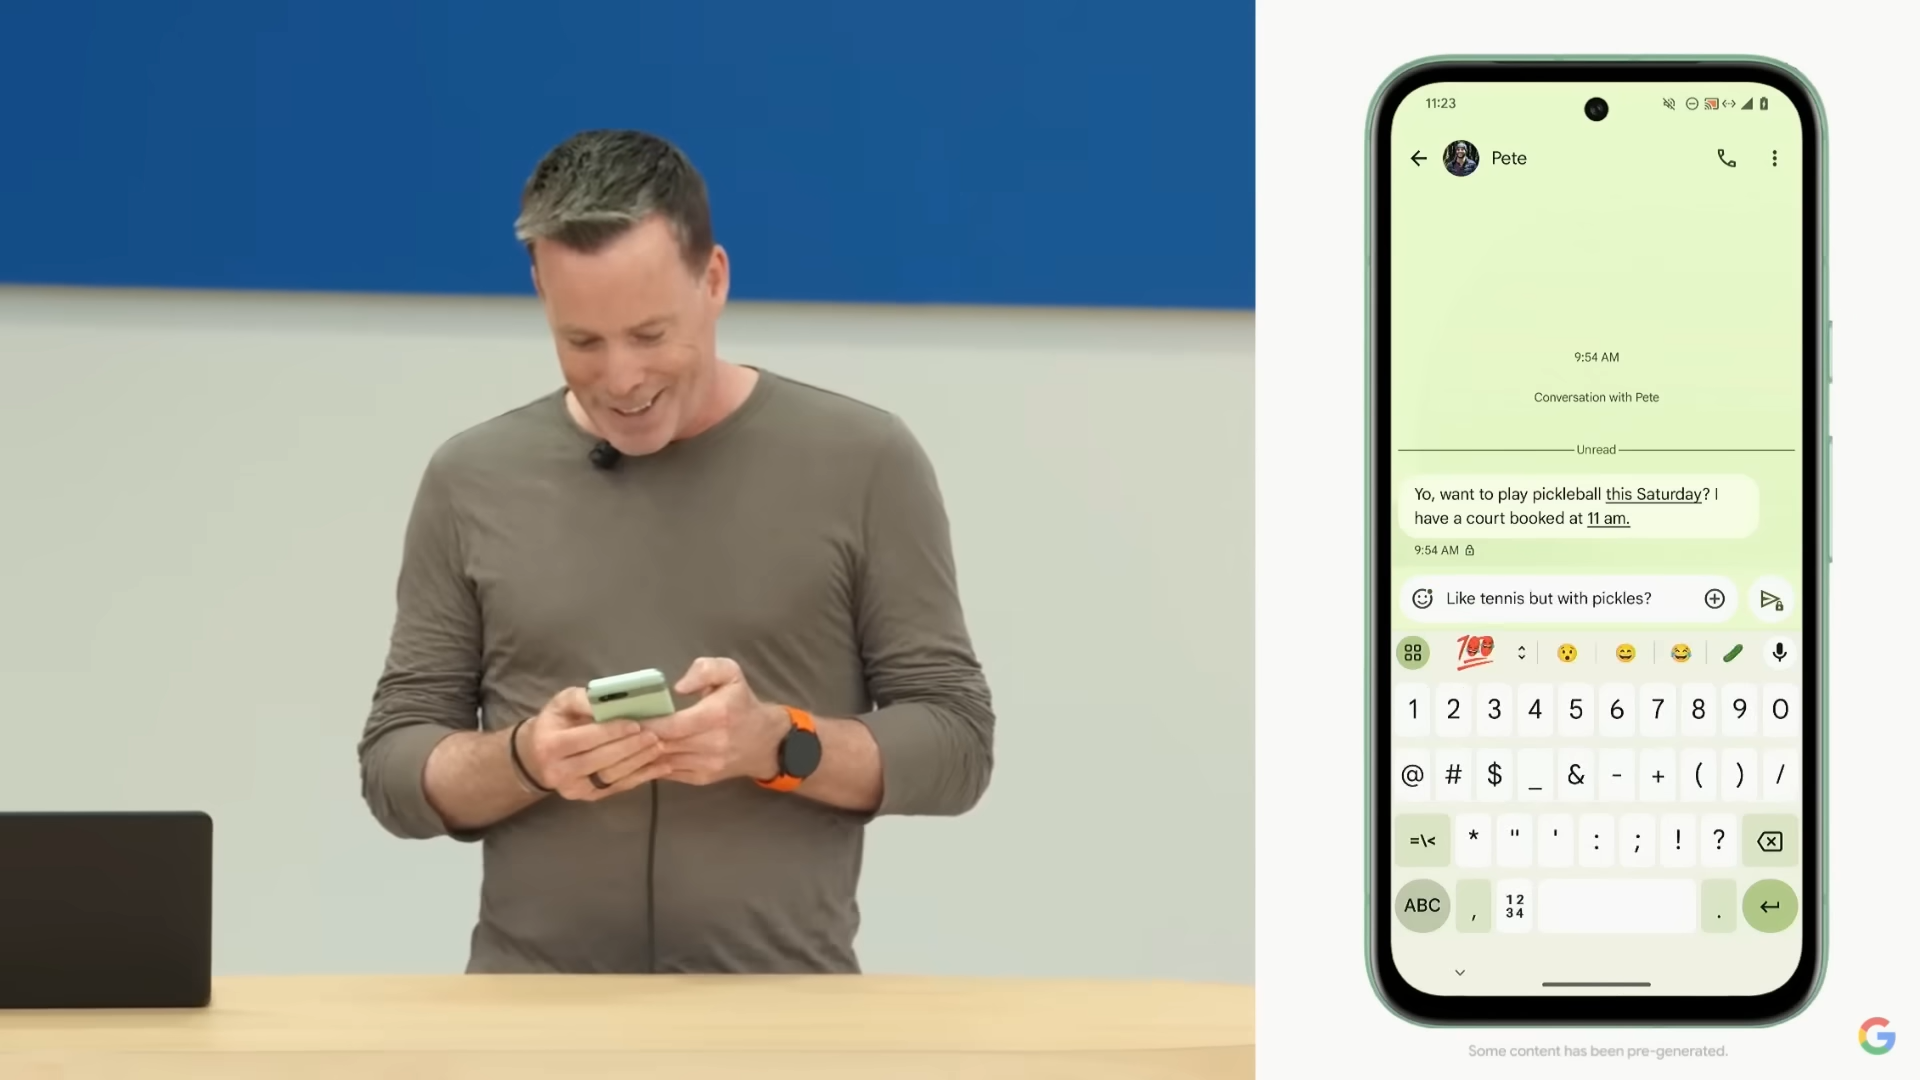 11:23
Pete
9:54 AM
Conversation with Pete
Unread
Yo, want to play pickleball this Saturday? I
have a court booked at 11 am.
9:54 AM
Like tennis but with pickles?
1 2 3 4 5 6 7 8 9 0
@ # $ _ & - + ( ) /
=\< * " ' : ; ! ?
ABC , 12 34 .
Some content has been pre-generated.
G